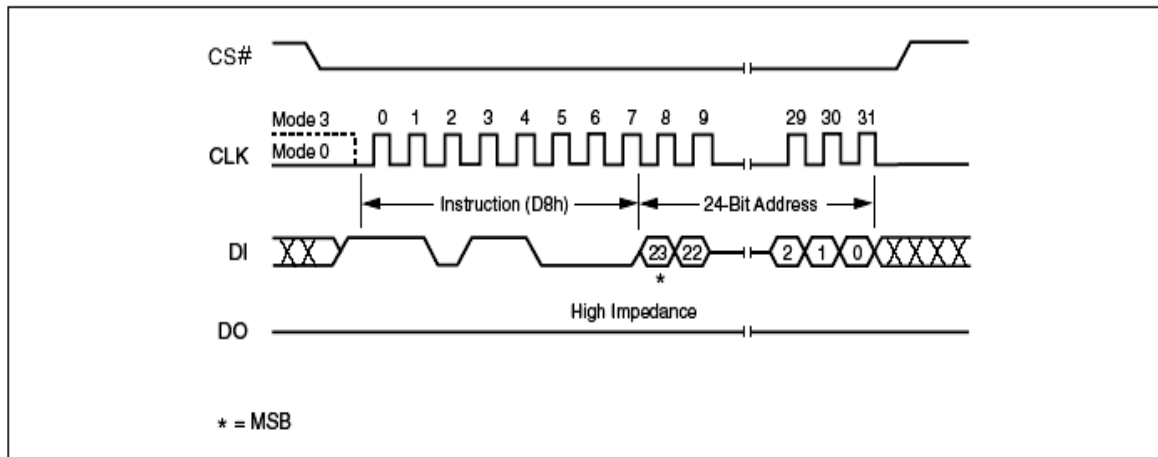 CS#
Mode 3
0 1 2 3 4 5 6 7 8 9 29 30 31
CLK
Mode 0
Instruction (D8h)
24-Bit Address
DI
23 22 2 1 0
*
High Impedance
DO
* = MSB